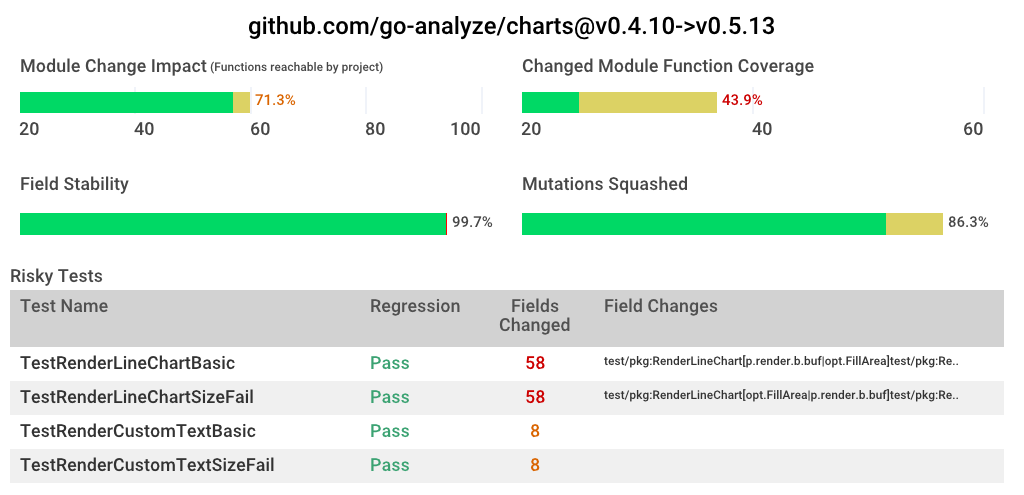 github.com/go-analyze/charts@v0.4.10->v0.5.13
Module Change Impact (Functions reachable by project)
71.3%
20 40 60 80 100
Changed Module Function Coverage
43.9%
20 40 60
Field Stability
99.7%
Mutations Squashed
86.3%
Risky Tests
Test Name Regression Fields Changed Field Changes
TestRenderLineChartBasic Pass 58 test/pkg:RenderLineChart[p.render.b.buf|opt.FillArea]test/pkg:Re..
TestRenderLineChartSizeFail Pass 58 test/pkg:RenderLineChart[opt.FillArea|p.render.b.buf]test/pkg:Re..
TestRenderCustomTextBasic Pass 8
TestRenderCustomTextSizeFail Pass 8